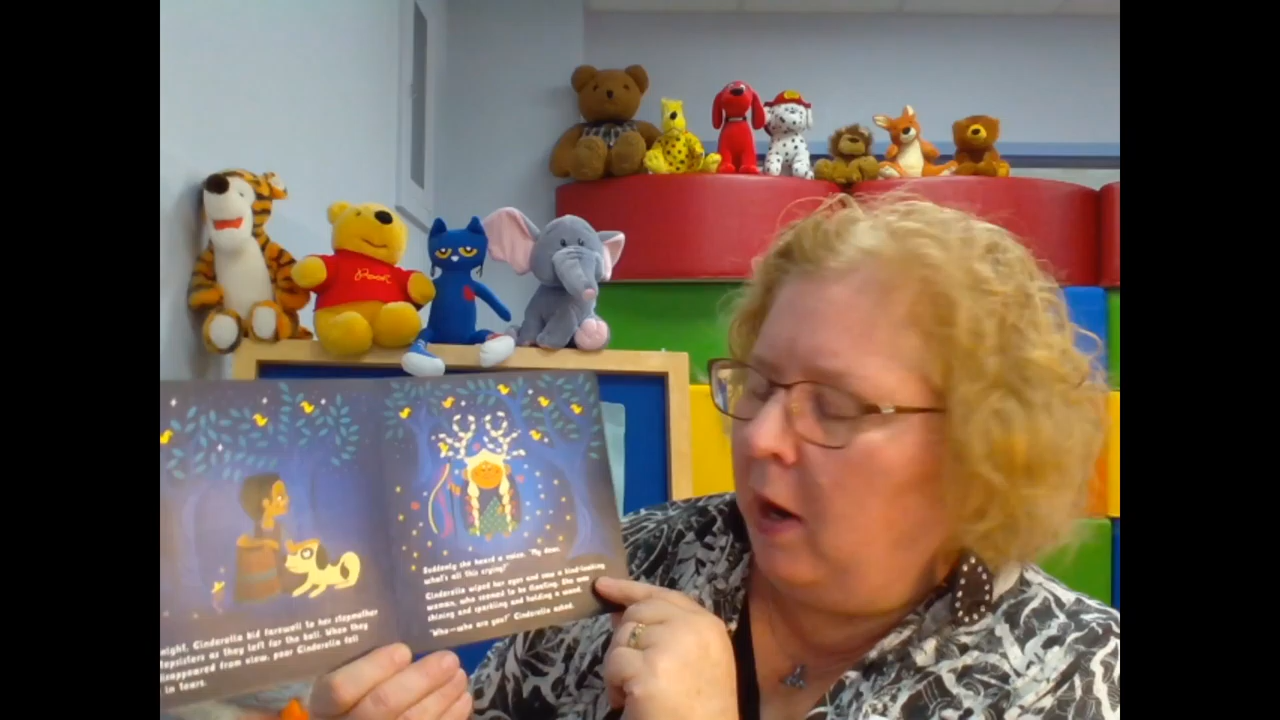 Pooh
night, Cinderella bid farewell to her stepmother
stepsisters as they left for the ball. When they
disappeared from view, poor Cinderella fell
in tears.
Suddenly she heard a voice. "My dear,
what's all this crying?"
Cinderella wiped her eyes and saw a kind-looking
woman, who seemed to be floating. She was
shining and sparkling and holding a wand.
"Who—who are you?" Cinderella asked.